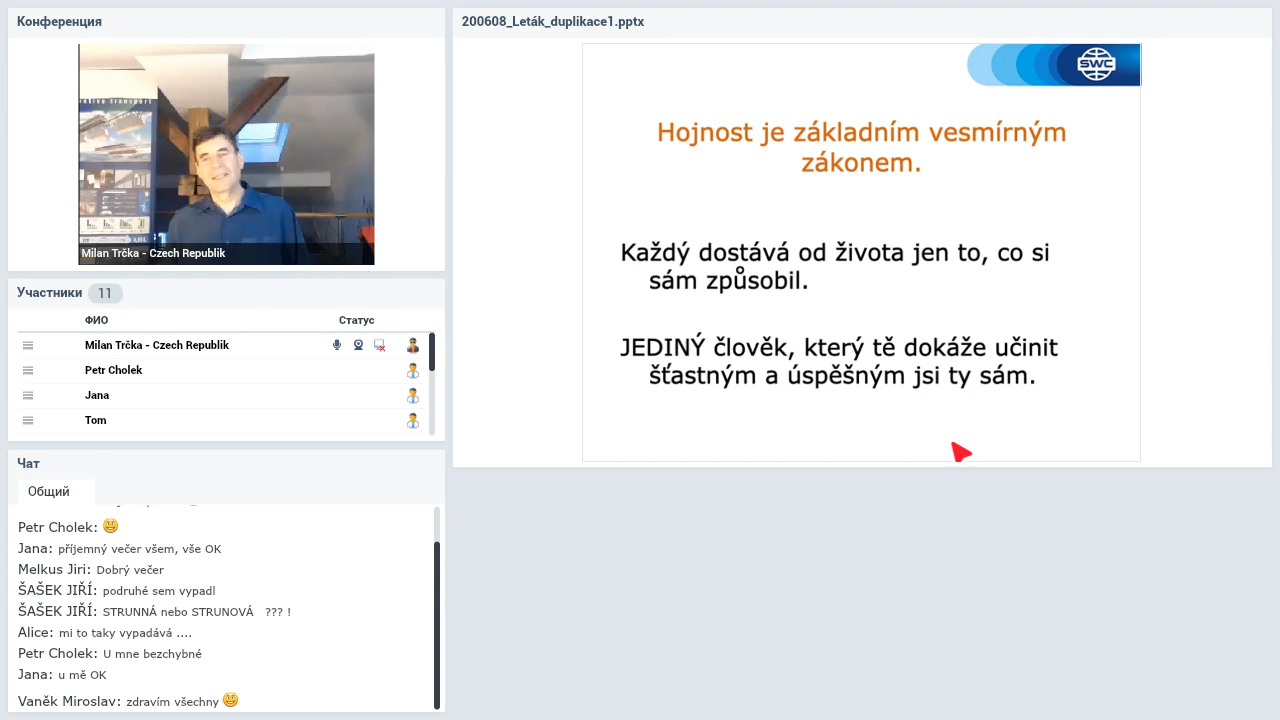 Конференция
rative transport
Milan Trčka - Czech Republik
Участники 11
ФИО Статус
Milan Trčka - Czech Republik
Petr Cholek
Jana
Tom
Чат
Общий
Petr Cholek:
Jana: příjemný večer všem, vše OK
Melkus Jiri: Dobrý večer
ŠAŠEK JIŘÍ: podruhé sem vypadl
ŠAŠEK JIŘÍ: STRUNNÁ nebo STRUNOVÁ ??? !
Alice: mi to taky vypadává ....
Petr Cholek: U mne bezchybné
Jana: u mě OK
Vaněk Miroslav: zdravím všechny
200608_Leták_duplikace1.pptx
SWC
Hojnost je základním vesmírným
zákonem.
Každý dostává od života jen to, co si
sám způsobil.
JEDINÝ člověk, který tě dokáže učinit
šťastným a úspěšným jsi ty sám.